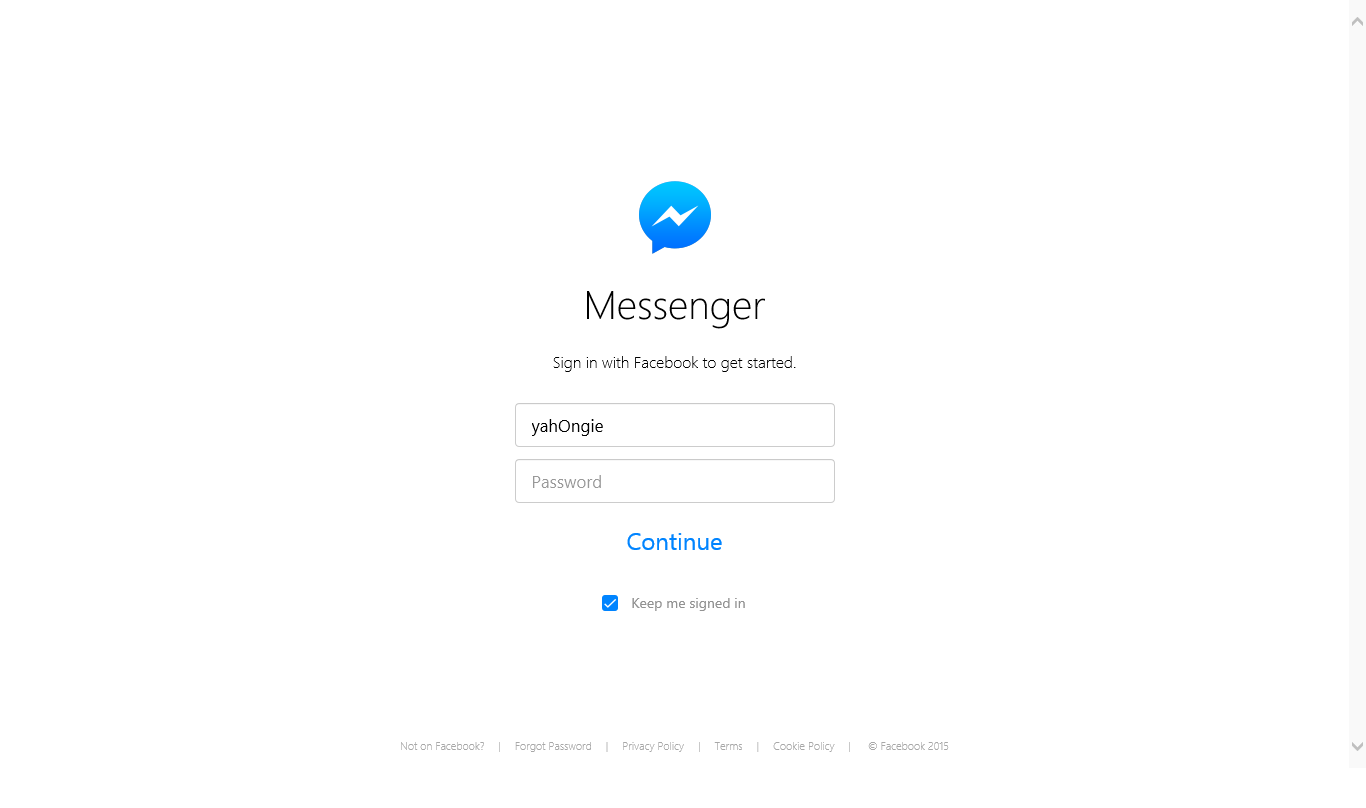 Messenger
Sign in with Facebook to get started.
yahOngie
Password
Continue
Keep me signed in
Not on Facebook? | Forgot Password | Privacy Policy | Terms | Cookie Policy | © Facebook 2015